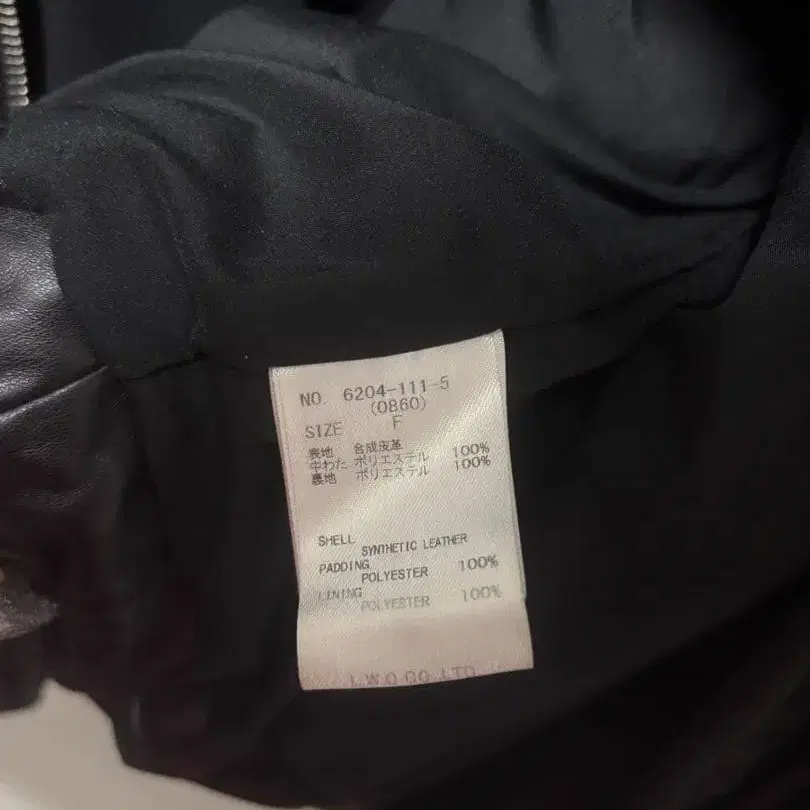 NO. 6204-111-5
(0860)
SIZE F
表地 合成皮革
中わた ポリエステル 100%
裏地 ポリエステル 100%
SHELL
SYNTHETIC LEATHER
PADDING
POLYESTER 100%
LINING
POLYESTER 100%
L.W.O CO.LTD.